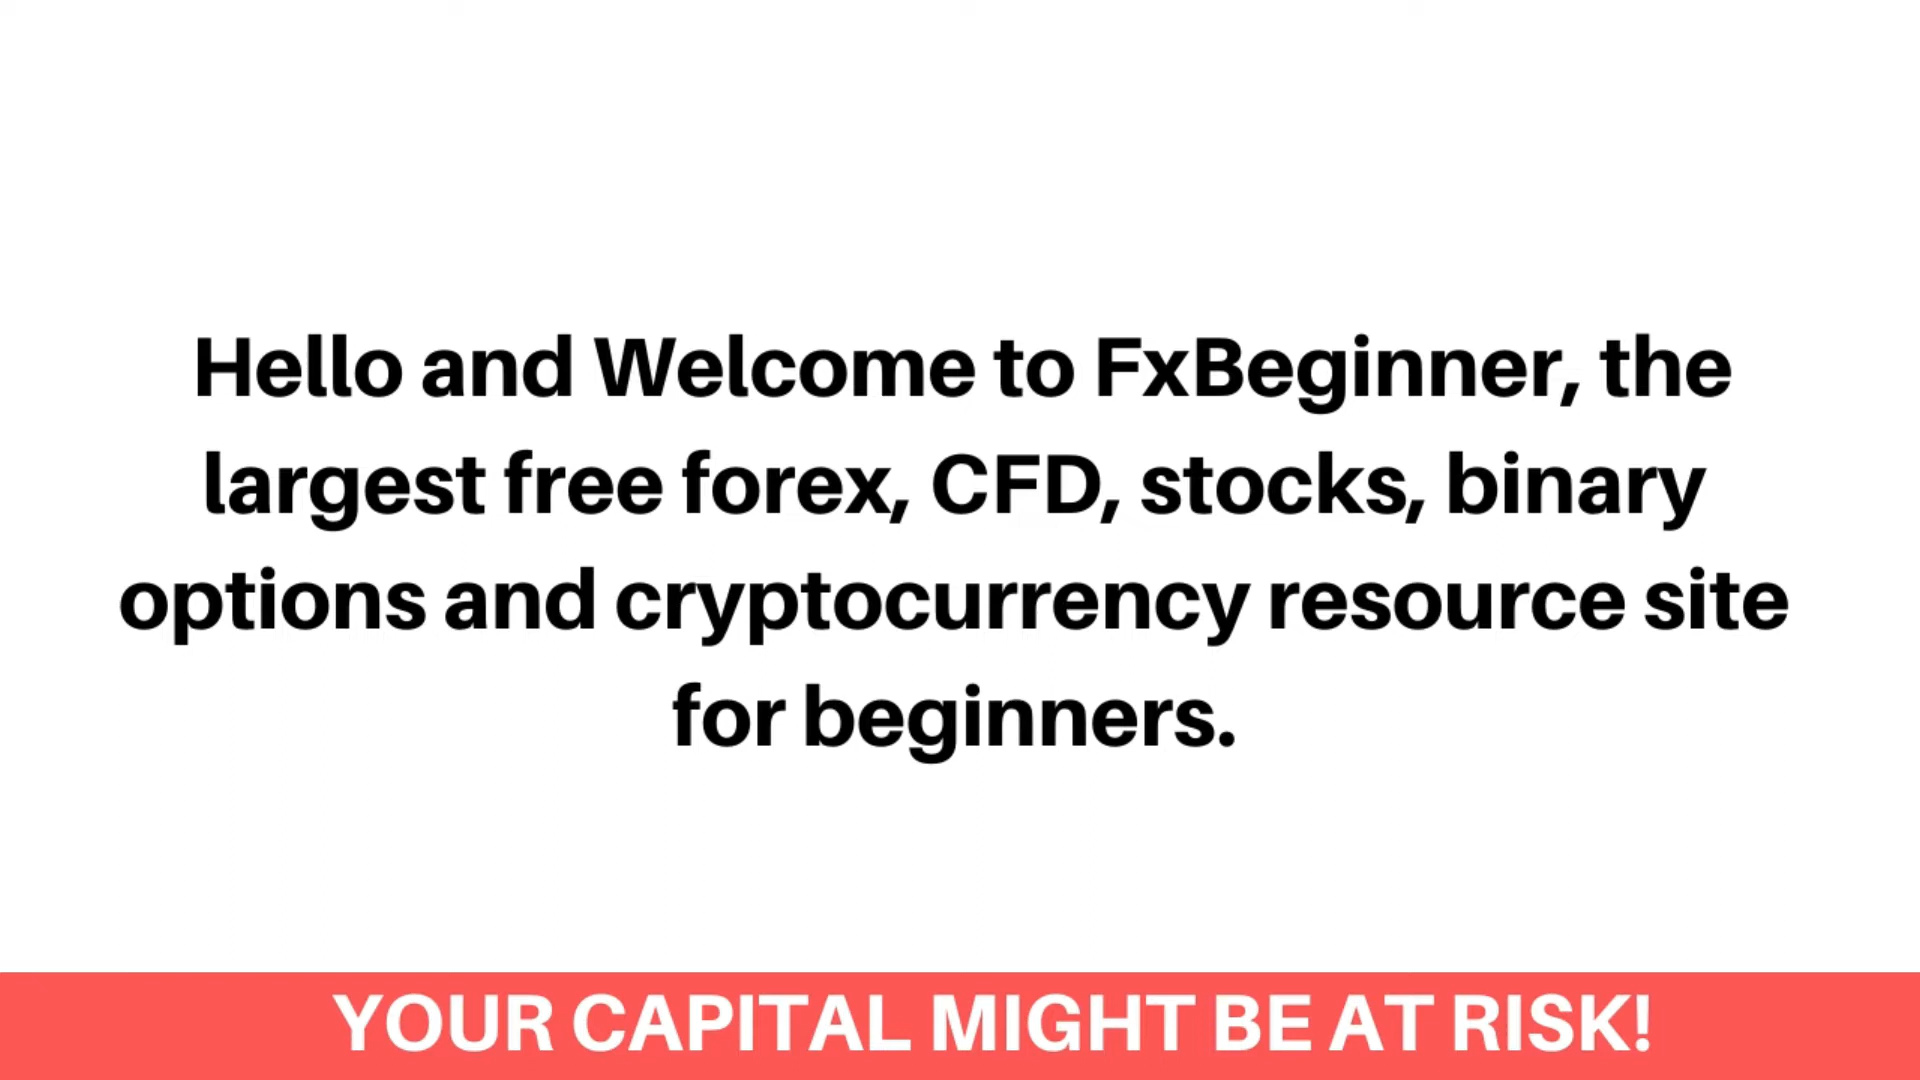 Hello and Welcome to FxBeginner, the
largest free forex, CFD, stocks, binary
options and cryptocurrency resource site
for beginners.
YOUR CAPITAL MIGHT BE AT RISK!